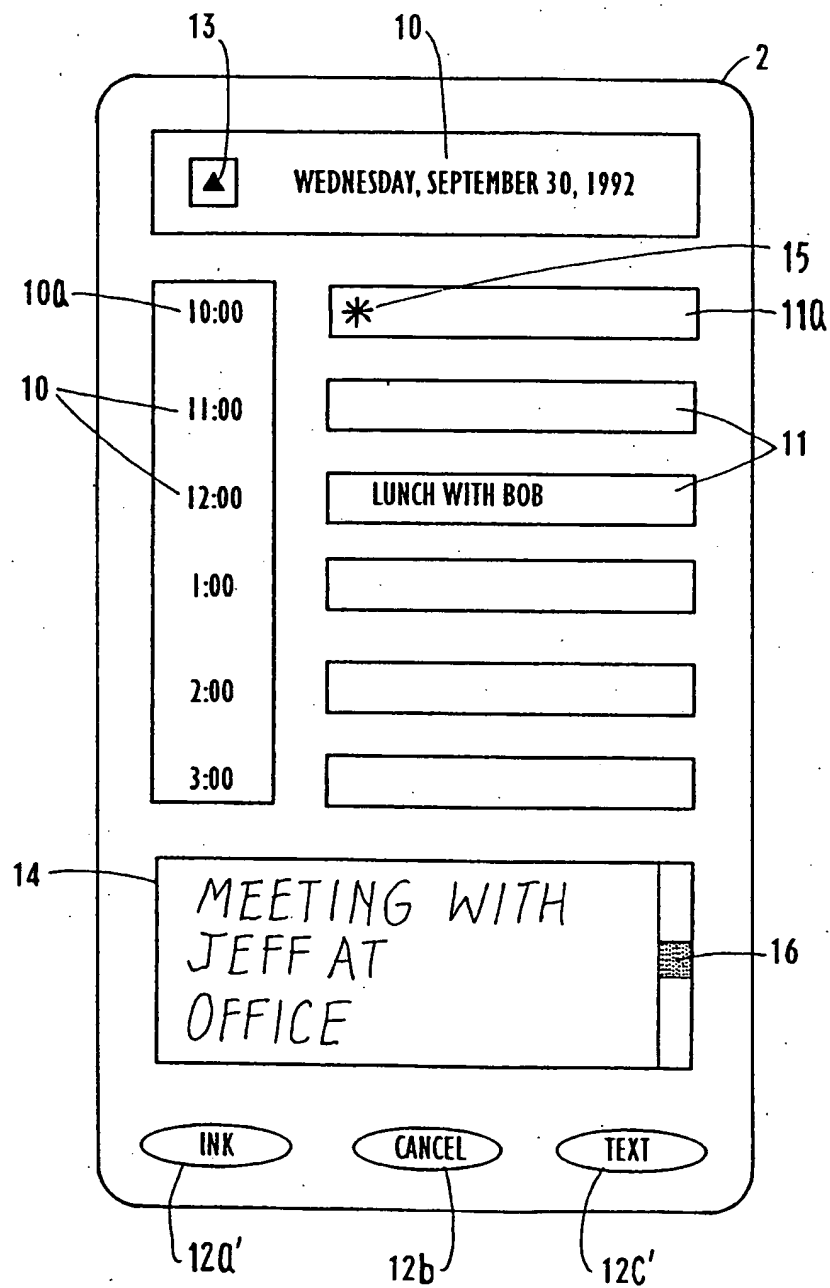 13
10
2
▲ WEDNESDAY, SEPTEMBER 30, 1992
15
10a 10:00 * 11a
10 11:00
11
12:00 LUNCH WITH BOB
1:00
2:00
3:00
14
MEETING WITH
JEFF AT
OFFICE
16
INK CANCEL TEXT
12a' 12b 12c'